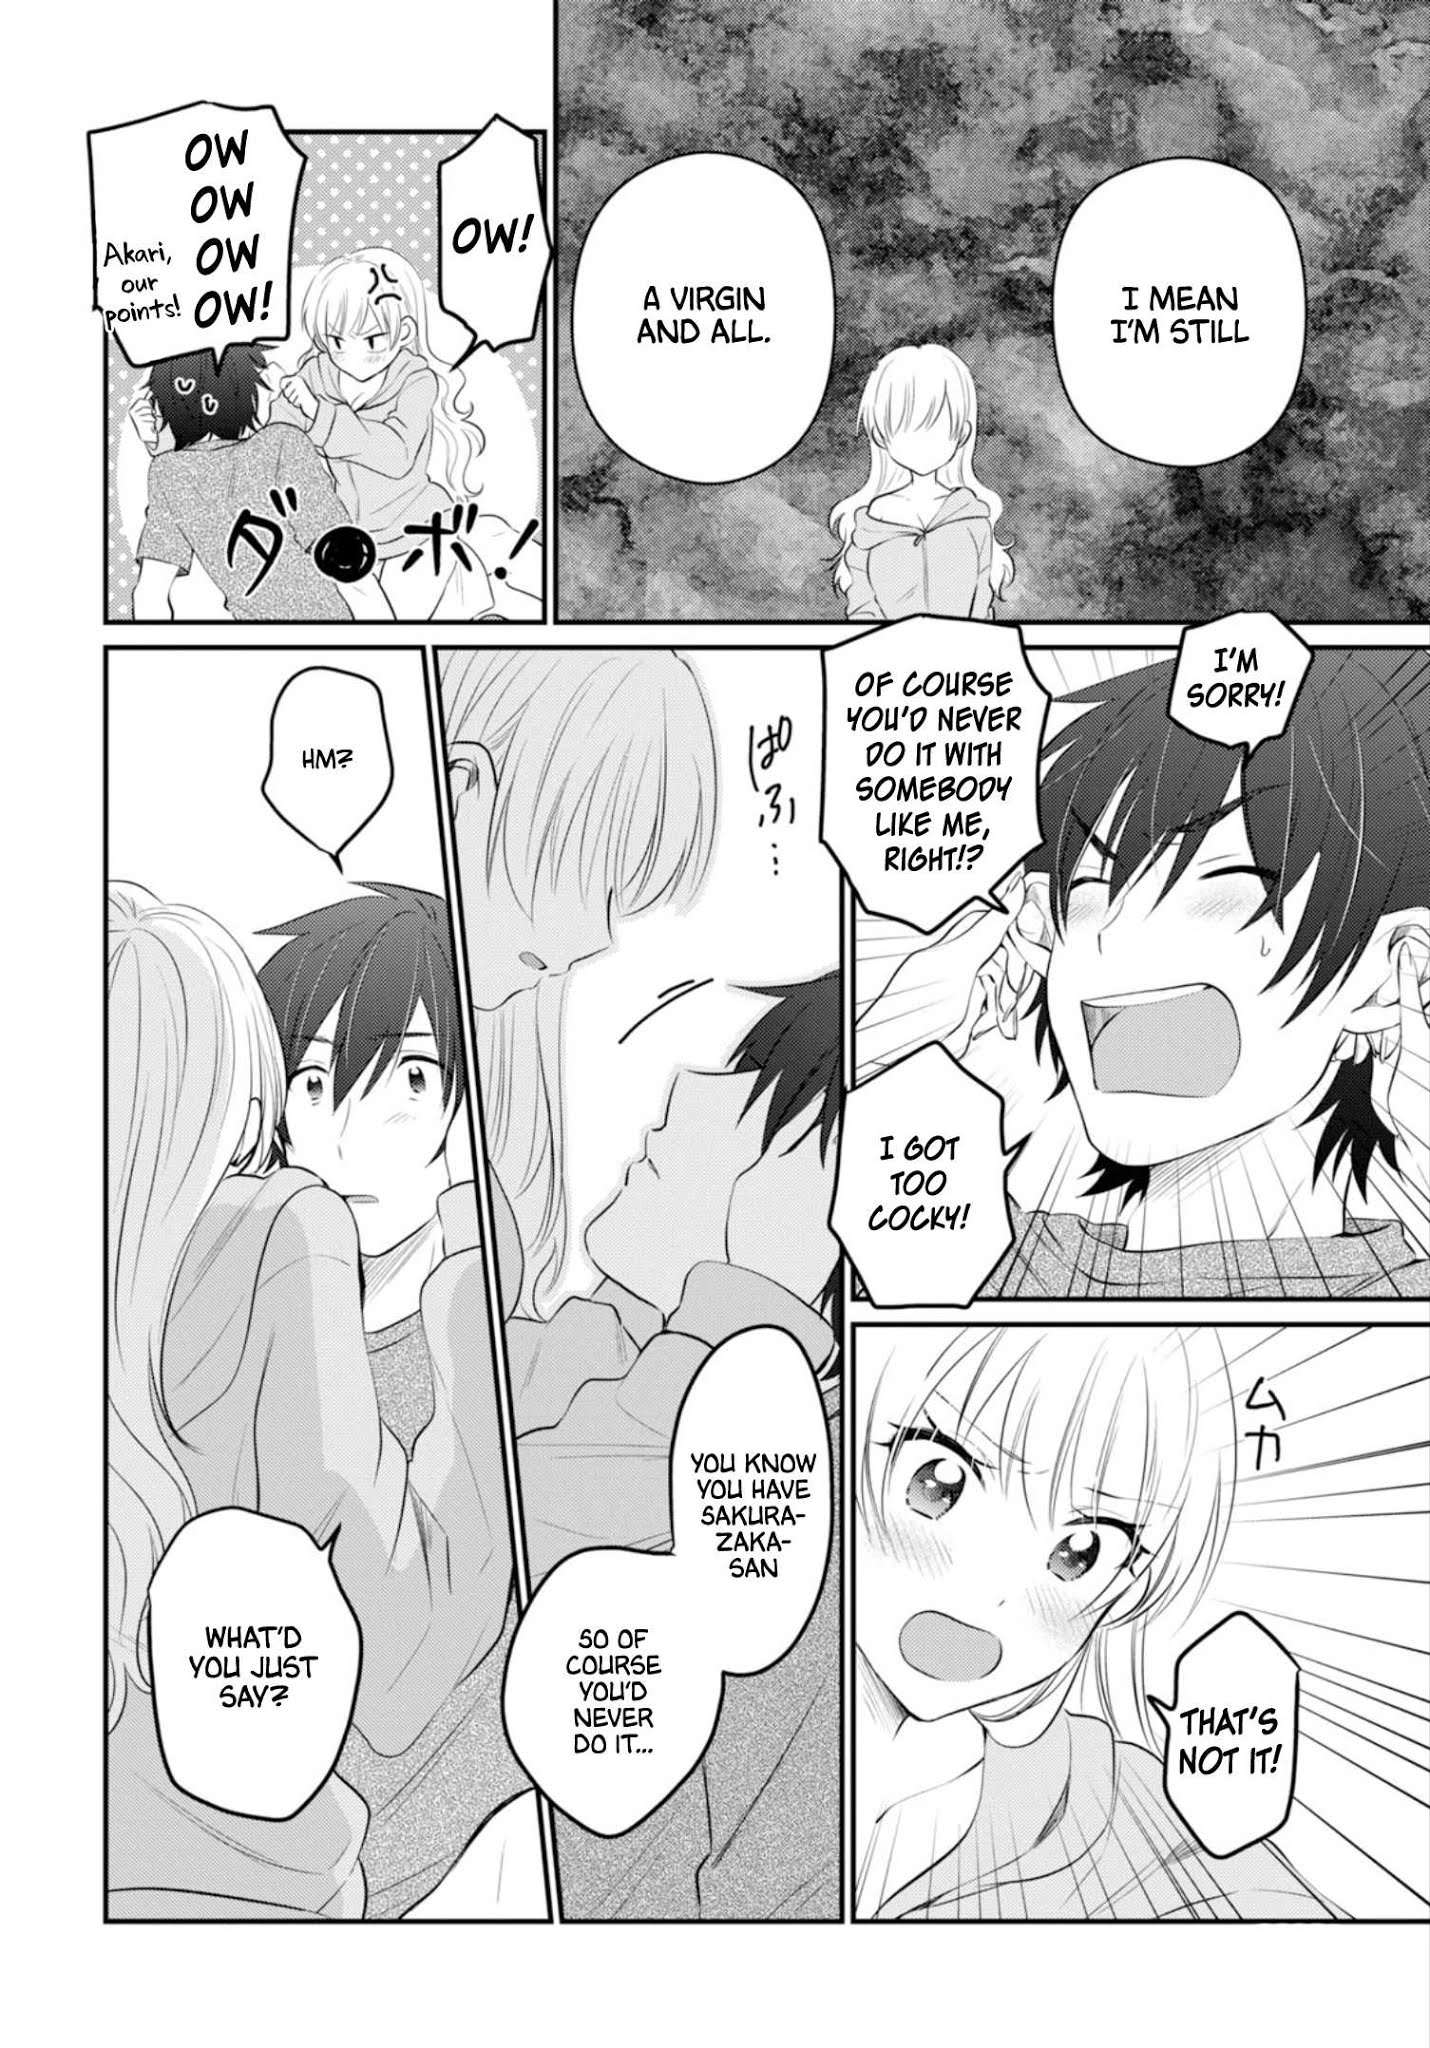 I MEAN
I'M STILL
A VIRGIN
AND ALL.
OW!
OW
OW
OW
OW!
Akari,
our
points!
ダ●ボ!
I'M
SORRY!
OF COURSE
YOU'D NEVER
DO IT WITH
SOMEBODY
LIKE ME,
RIGHT!?
I GOT
TOO
COCKY!
ムカ
THAT'S
NOT IT!
ぱふ…
YOU KNOW
YOU HAVE
SAKURA-
ZAKA-
SAN
SO OF
COURSE
YOU'D
NEVER
DO IT...
HM?
WHAT'D
YOU JUST
SAY?